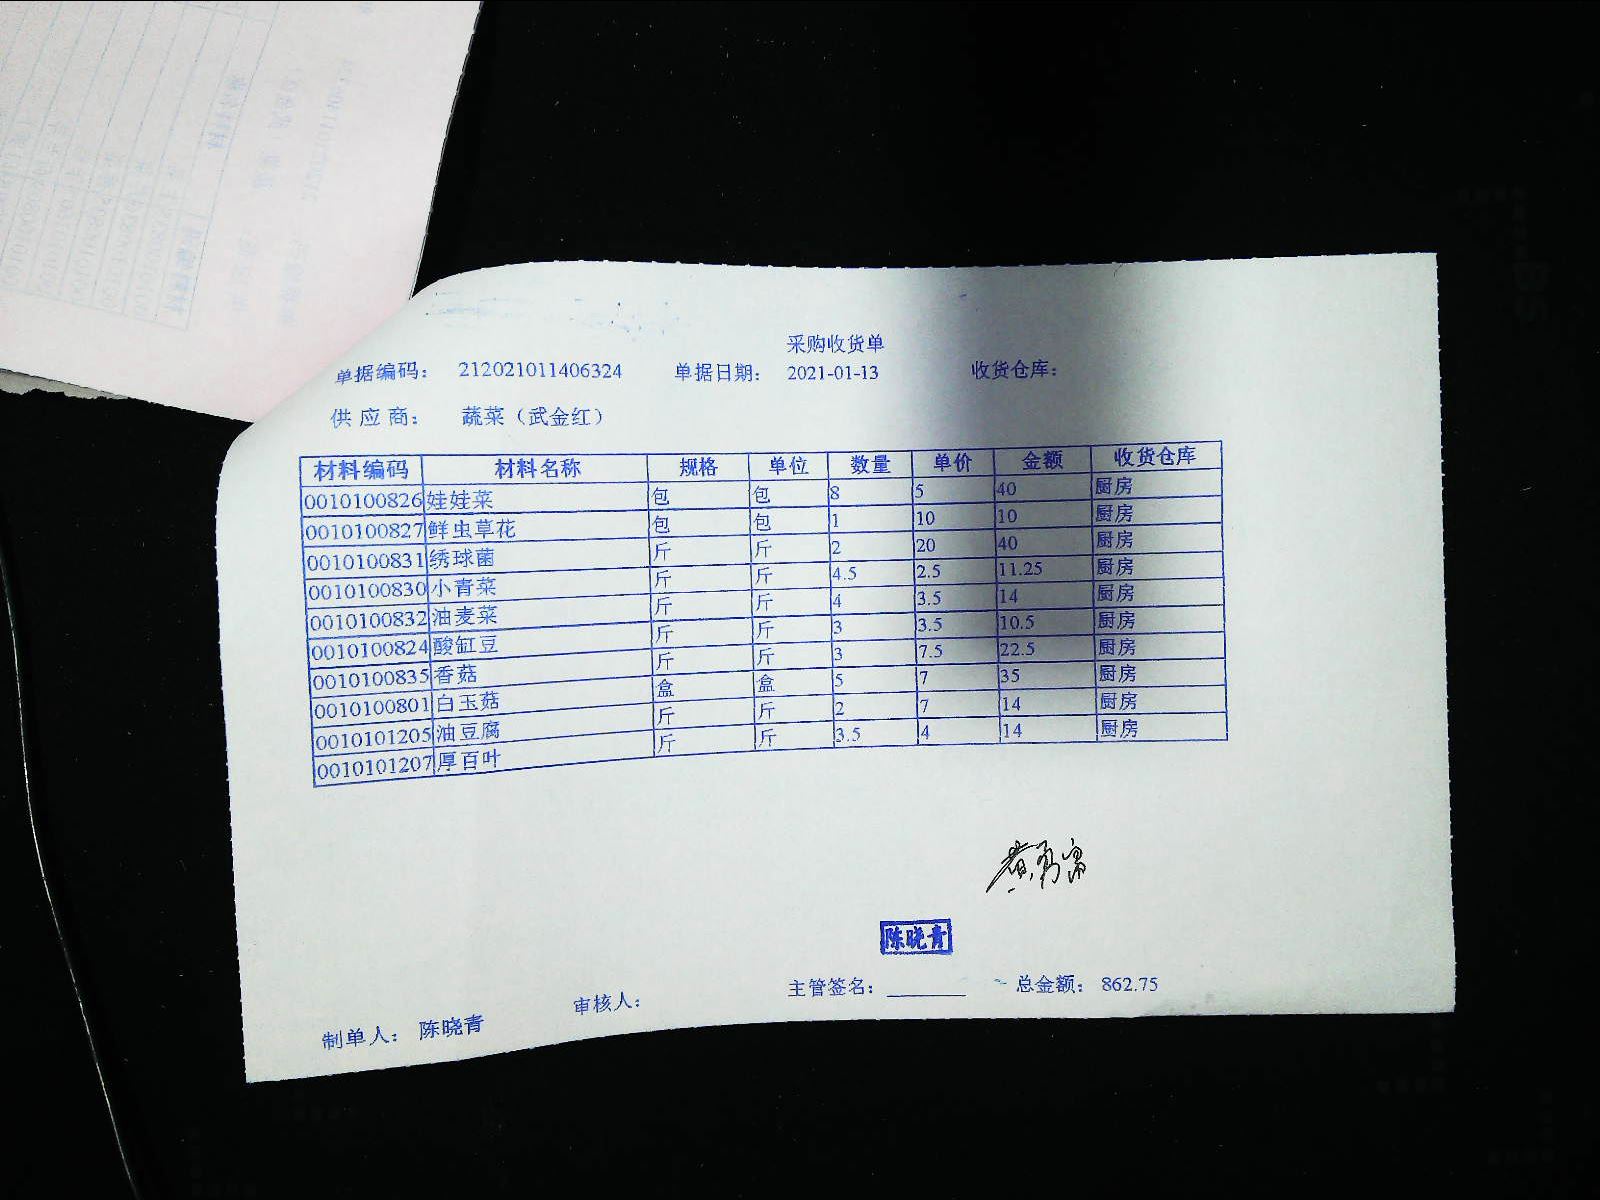 采购收货单
单据编码： 212021011406324 单据日期： 2021-01-13 收货仓库：
供应商： 蔬菜（武金红）
材料编码 材料名称 规格 单位 数量 单价 金额 收货仓库
0010100826 娃娃菜 包 包 8 5 40 厨房
0010100827 鲜虫草花 包 包 1 10 10 厨房
0010100831 绣球菌 斤 斤 2 20 40 厨房
0010100830 小青菜 斤 斤 4.5 2.5 11.25 厨房
0010100832 油麦菜 斤 斤 4 3.5 14 厨房
0010100824 酸缸豆 斤 斤 3 3.5 10.5 厨房
0010100835 香菇 斤 斤 3 7.5 22.5 厨房
0010100801 白玉菇 盒 盒 5 7 35 厨房
0010101205 油豆腐 斤 斤 2 7 14 厨房
0010101207 厚百叶 斤 斤 3.5 4 14 厨房
陈晓青
主管签名：________ 总金额： 862.75
制单人： 陈晓青 审核人：